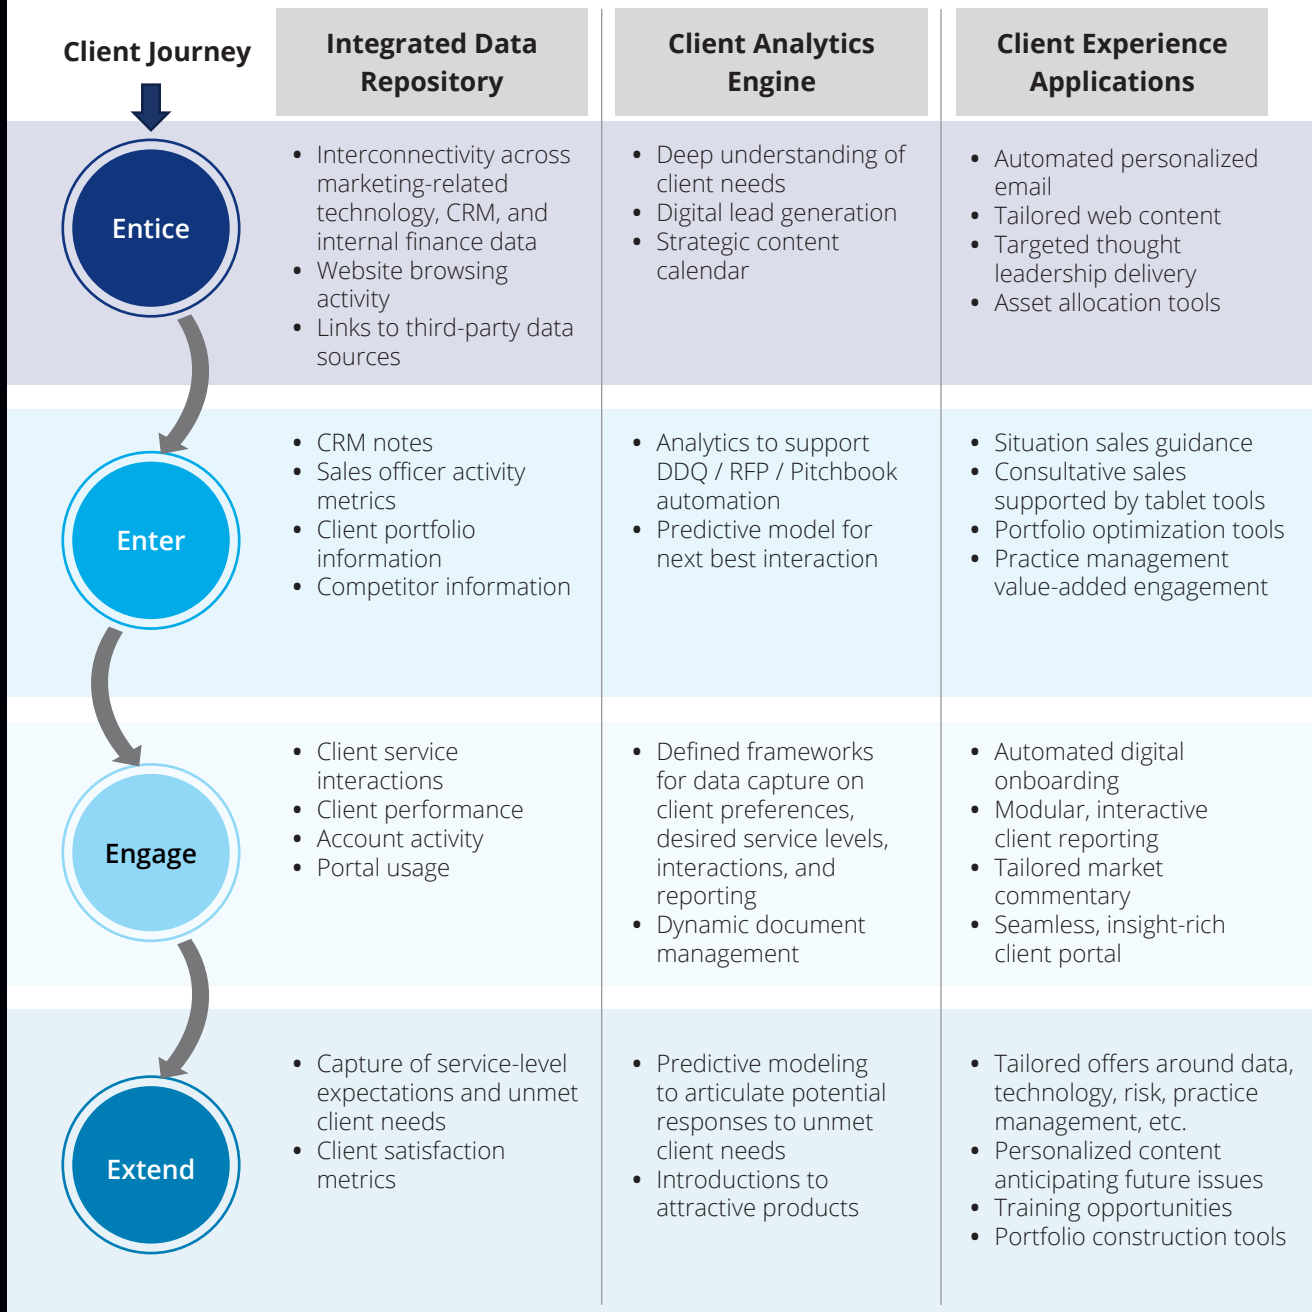 Client Journey
Integrated Data
Repository
Client Analytics
Engine
Client Experience
Applications
Entice
• Interconnectivity across
marketing-related
technology, CRM, and
internal finance data
• Website browsing
activity
• Links to third-party data
sources
• Deep understanding of
client needs
• Digital lead generation
• Strategic content
calendar
• Automated personalized
email
• Tailored web content
• Targeted thought
leadership delivery
• Asset allocation tools
Enter
• CRM notes
• Sales officer activity
metrics
• Client portfolio
information
• Competitor information
• Analytics to support
DDQ / RFP / Pitchbook
automation
• Predictive model for
next best interaction
• Situation sales guidance
• Consultative sales
supported by tablet tools
• Portfolio optimization tools
• Practice management
value-added engagement
Engage
• Client service
interactions
• Client performance
• Account activity
• Portal usage
• Defined frameworks
for data capture on
client preferences,
desired service levels,
interactions, and
reporting
• Dynamic document
management
• Automated digital
onboarding
• Modular, interactive
client reporting
• Tailored market
commentary
• Seamless, insight-rich
client portal
Extend
• Capture of service-level
expectations and unmet
client needs
• Client satisfaction
metrics
• Predictive modeling
to articulate potential
responses to unmet
client needs
• Introductions to
attractive products
• Tailored offers around data,
technology, risk, practice
management, etc.
• Personalized content
anticipating future issues
• Training opportunities
• Portfolio construction tools